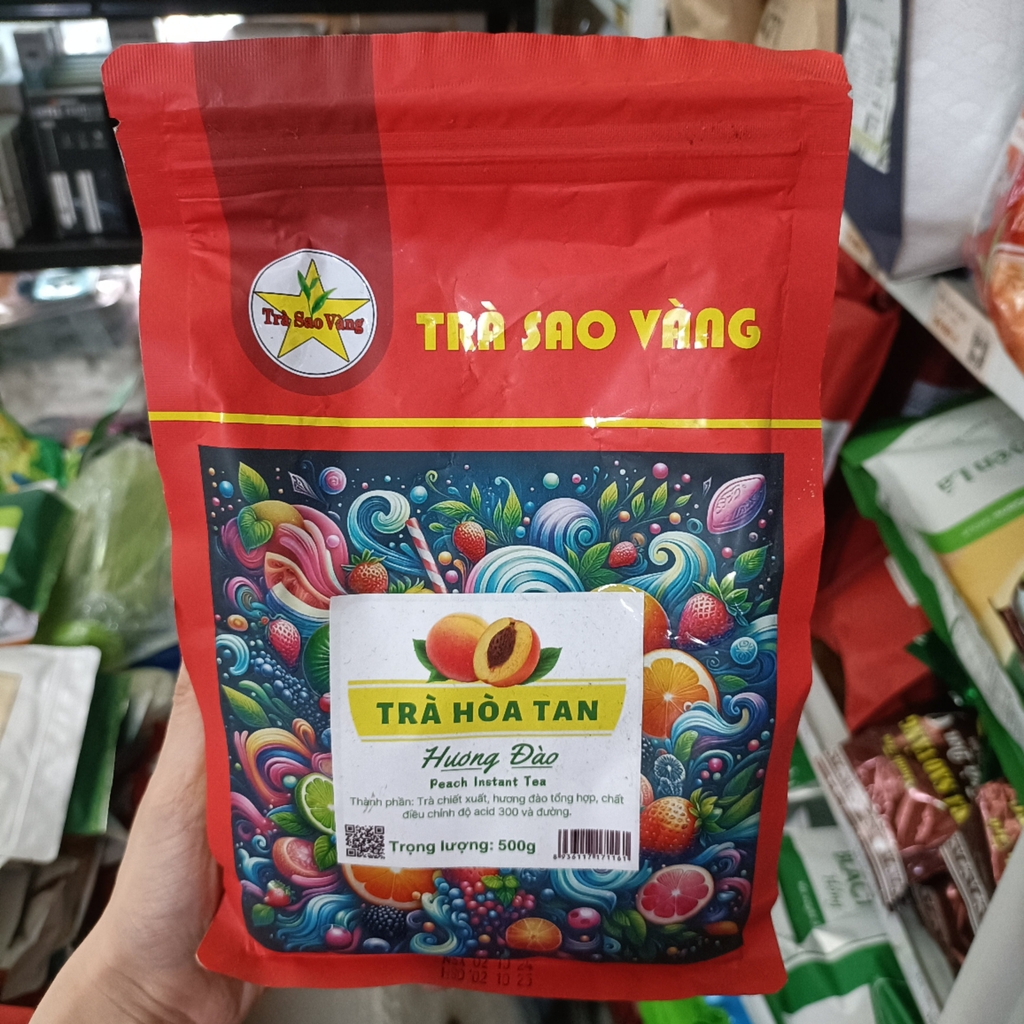 Trà Sao Vàng
TRÀ SAO VÀNG
TRÀ HÒA TAN
Hương Đào
Peach Instant Tea
Thành phần: Trà chiết xuất, hương đào tổng hợp, chất
điều chỉnh độ acid 300 và đường.
Trọng lượng: 500g